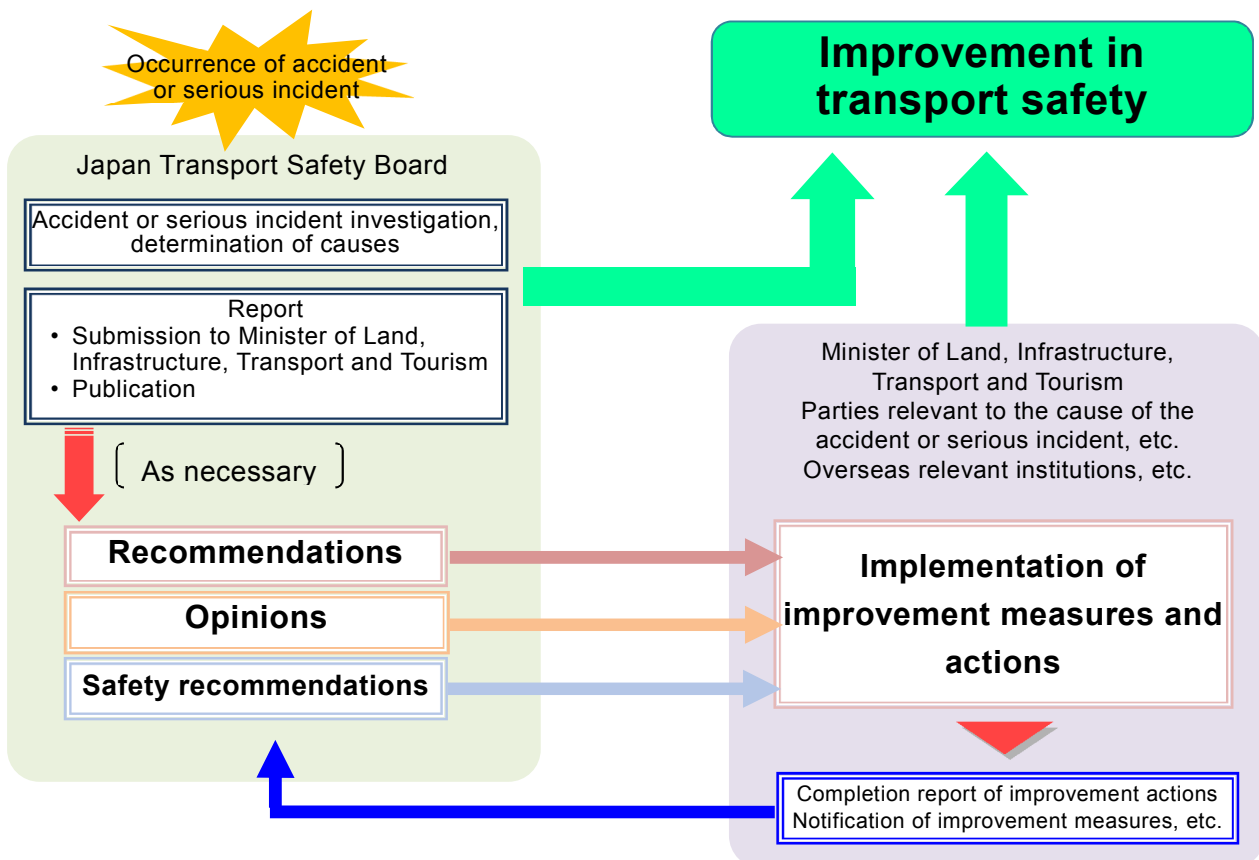 Occurrence of accident
or serious incident
Improvement in
transport safety
Japan Transport Safety Board
Accident or serious incident investigation,
determination of causes
Report
• Submission to Minister of Land,
Infrastructure, Transport and Tourism
• Publication
[ As necessary ]
Recommendations
Opinions
Safety recommendations
Minister of Land, Infrastructure,
Transport and Tourism
Parties relevant to the cause of the
accident or serious incident, etc.
Overseas relevant institutions, etc.
Implementation of
improvement measures and
actions
Completion report of improvement actions
Notification of improvement measures, etc.